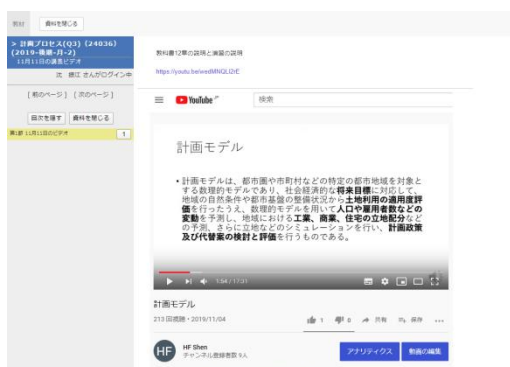 教材 資料を閉じる
> 計画プロセス(Q3) (24036)
(2019-後期-月-2)
11月11日の講義ビデオ
沈 振江 さんがログイン中
[前のページ] [次のページ]
目次を隠す 資料を閉じる
第1部 11月11日のビデオ 1
教科書12章の説明と演習の説明
https://youtu.be/wedMNQLI2rE
YouTube JP 検索
計画モデル
• 計画モデルは、都市圏や市町村などの特定の都市地域を対象と
する数理的モデルであり、社会経済的な将来目標に対応して、
地域の自然条件や都市基盤の整備状況から土地利用の適用度評
価を行ったうえ、数理的モデルを用いて人口や雇用者数などの
変動を予測し、地域における工業、商業、住宅の立地配分など
の予測、さらに立地などのシミュレーションを行い、計画政策
及び代替案の検討と評価を行うものである。
1:54 / 17:31
計画モデル
213 回視聴・2019/11/04
1 0 共有 保存 ...
HF
HF Shen
チャンネル登録者数 9人
アナリティクス 動画の編集